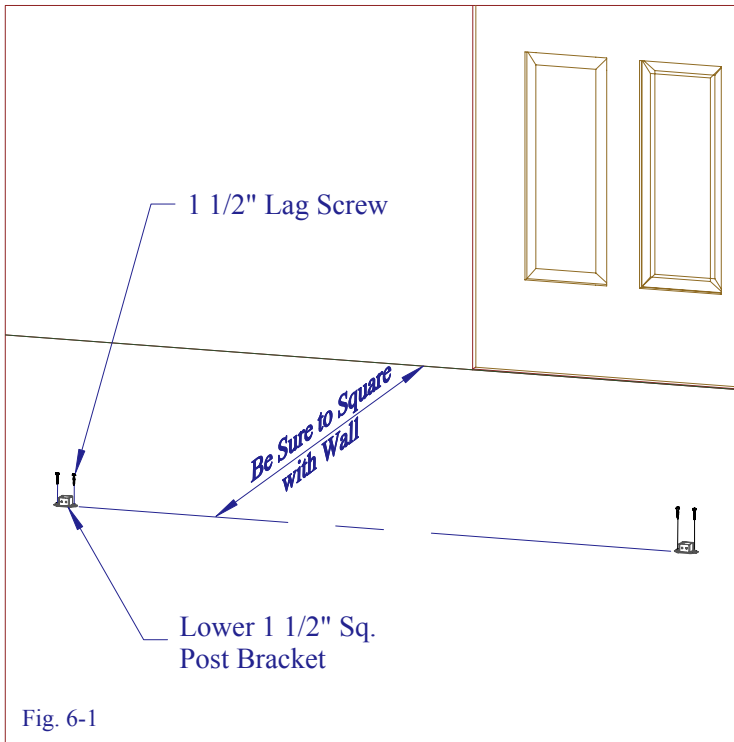 1 1/2" Lag Screw
Be Sure to Square
with Wall
Lower 1 1/2" Sq.
Post Bracket
Fig. 6-1